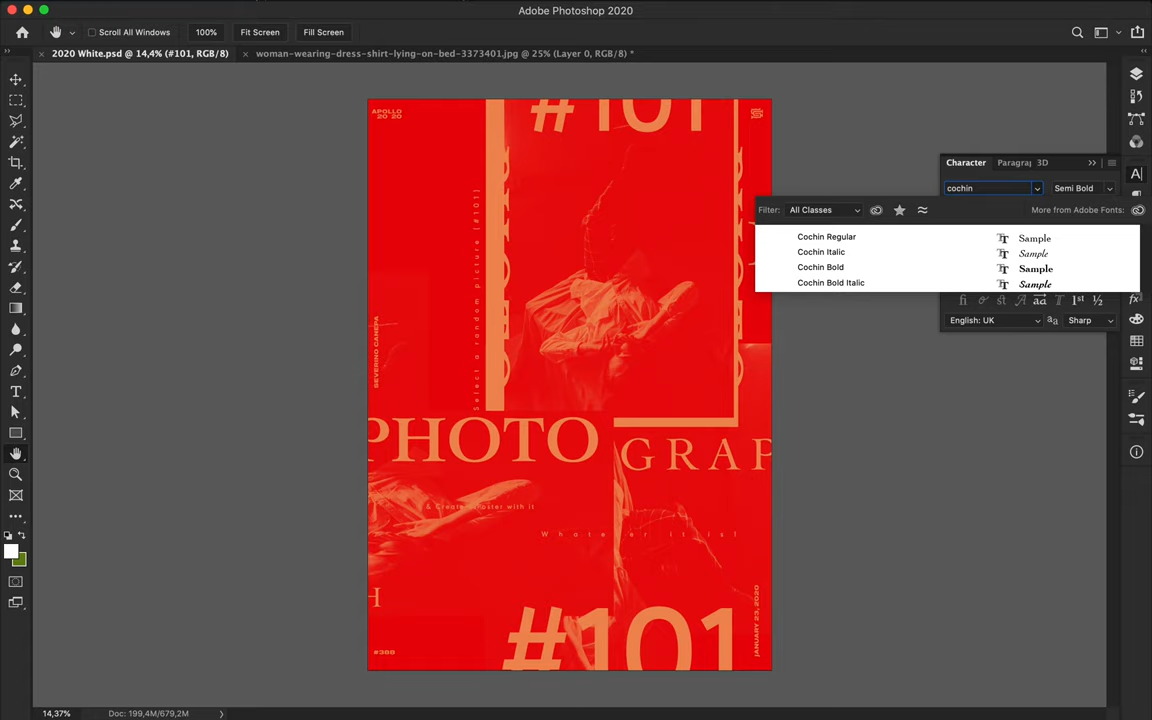 Adobe Photoshop 2020
Scroll All Windows 100% Fit Screen Fill Screen
2020 White.psd @ 14,4% (#101, RGB/8)
woman-wearing-dress-shirt-lying-on-bed-3373401.jpg @ 25% (Layer 0, RGB/8) *
Character Paragraj 3D
cochin Semi Bold
Filter: All Classes More from Adobe Fonts:
Cochin Regular Sample
Cochin Italic Sample
Cochin Bold Sample
Cochin Bold Italic Sample
English: UK Sharp
APOLLO
20 20
#101
Select a random picture [#101]
SEVERINO CANEPA
PHOTO
GRAP
& Create a poster with it
H
#101
JANUARY 23, 2020
#388
14,37% Doc: 199,4M/679,2M